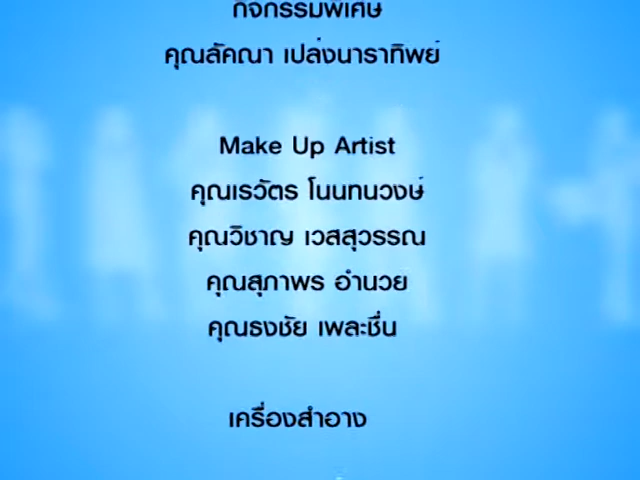 กิจกรรมพิเศษ
คุณลัคณา เปล่งนาราทิพย์
Make Up Artist
คุณเรวัตร โนนทนวงษ์
คุณวิชาญ เวสสุวรรณ
คุณสุภาพร อำนวย
คุณธงชัย เพละชื่น
เครื่องสำอาง